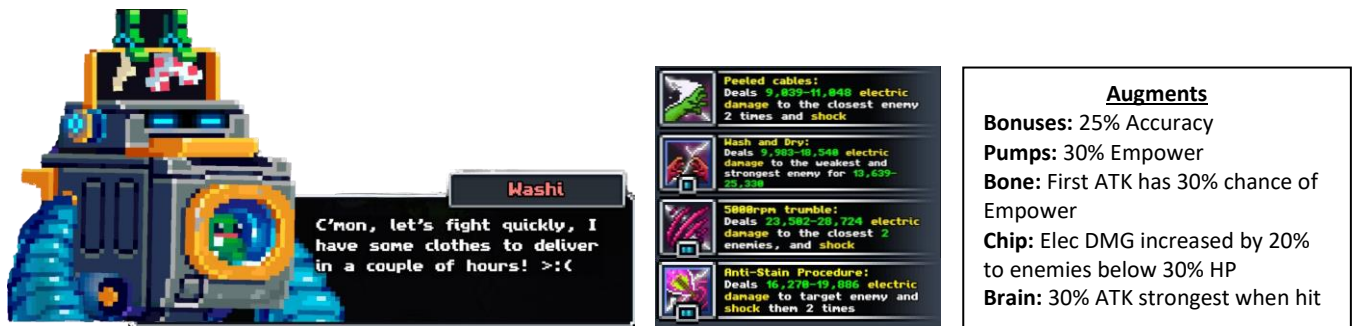 Washi
C'mon, let's fight quickly, I
have some clothes to deliver
in a couple of hours! >:(
Peeled cables:
Deals 9,039-11,048 electric
damage to the closest enemy
2 times and shock
Wash and Dry:
Deals 9,983-18,540 electric
damage to the weakest and
strongest enemy for 13,639-
25,330
5000rpm trumble:
Deals 23,502-28,724 electric
damage to the closest 2
enemies, and shock
Anti-Stain Procedure:
Deals 16,270-19,886 electric
damage to target enemy and
shock them 2 times
Augments
Bonuses: 25% Accuracy
Pumps: 30% Empower
Bone: First ATK has 30% chance of
Empower
Chip: Elec DMG increased by 20%
to enemies below 30% HP
Brain: 30% ATK strongest when hit